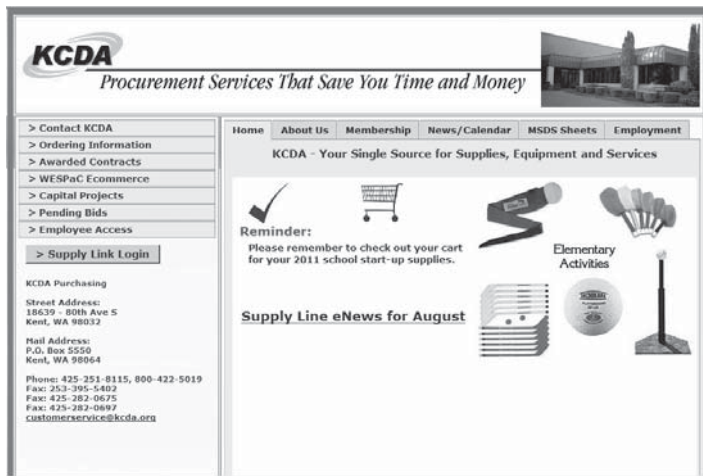 KCDA
Procurement Services That Save You Time and Money
> Contact KCDA
> Ordering Information
> Awarded Contracts
> WESPaC Ecommerce
> Capital Projects
> Pending Bids
> Employee Access
> Supply Link Login
KCDA Purchasing
Street Address:
18639 - 80th Ave S
Kent, WA 98032
Mail Address:
P.O. Box 5550
Kent, WA 98064
Phone: 425-251-8115, 800-422-5019
Fax: 253-395-5402
Fax: 425-282-0675
Fax: 425-282-0697
customerservice@kcda.org
Home About Us Membership News/Calendar MSDS Sheets Employment
KCDA - Your Single Source for Supplies, Equipment and Services
Reminder:
Please remember to check out your cart
for your 2011 school start-up supplies.
Elementary
Activities
Supply Line eNews for August